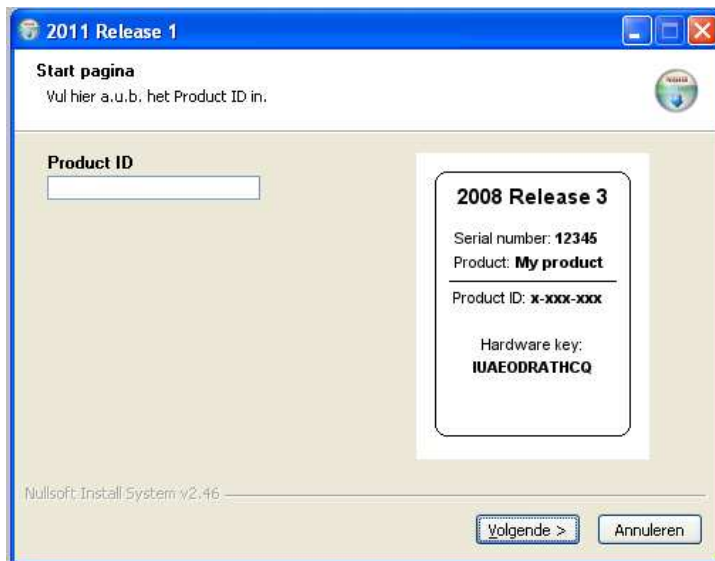 2011 Release 1
Start pagina
Vul hier a.u.b. het Product ID in.
Product ID
2008 Release 3
Serial number: 12345
Product: My product
Product ID: x-xxx-xxx
Hardware key:
IUAEODRATHCQ
Nullsoft Install System v2.46
Volgende >
Annuleren